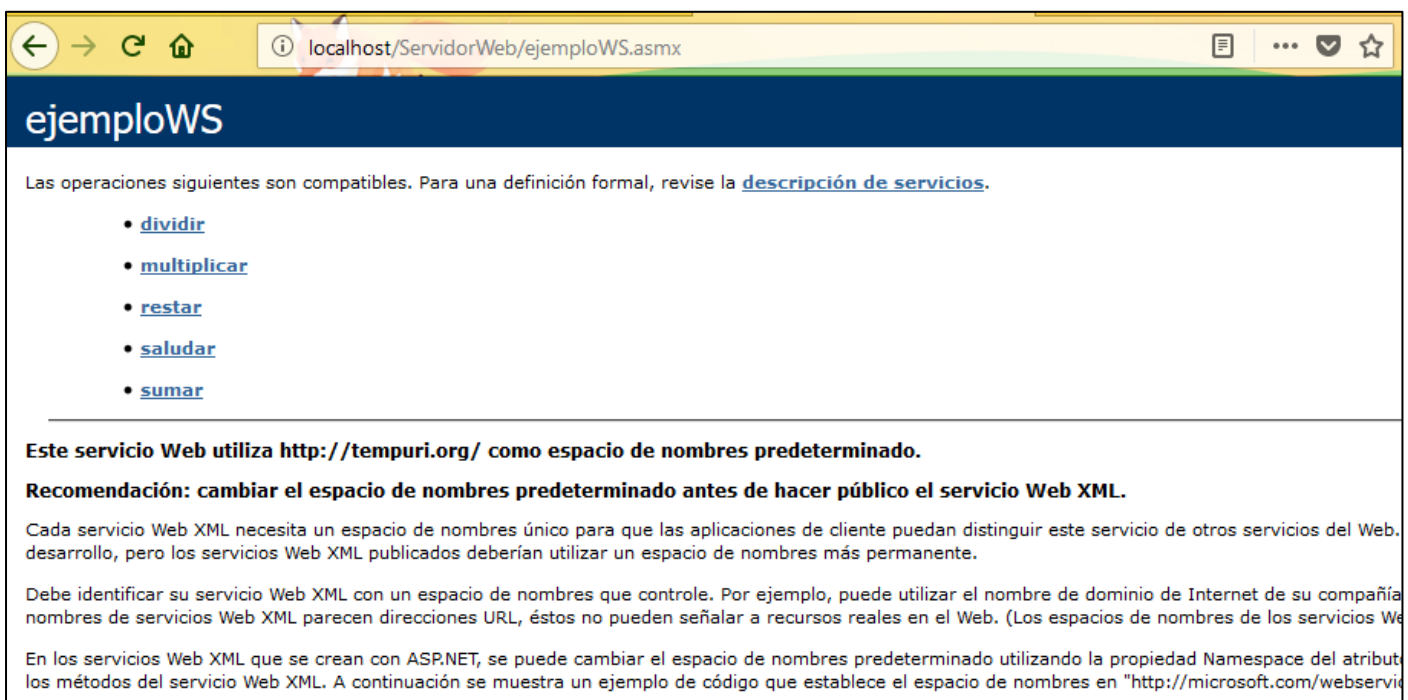 localhost/ServidorWeb/ejemploWS.asmx
ejemploWS
Las operaciones siguientes son compatibles. Para una definición formal, revise la descripción de servicios.
• dividir
• multiplicar
• restar
• saludar
• sumar
Este servicio Web utiliza http://tempuri.org/ como espacio de nombres predeterminado.
Recomendación: cambiar el espacio de nombres predeterminado antes de hacer público el servicio Web XML.
Cada servicio Web XML necesita un espacio de nombres único para que las aplicaciones de cliente puedan distinguir este servicio de otros servicios del Web.
desarrollo, pero los servicios Web XML publicados deberían utilizar un espacio de nombres más permanente.
Debe identificar su servicio Web XML con un espacio de nombres que controle. Por ejemplo, puede utilizar el nombre de dominio de Internet de su compañía
nombres de servicios Web XML parecen direcciones URL, éstos no pueden señalar a recursos reales en el Web. (Los espacios de nombres de los servicios We
En los servicios Web XML que se crean con ASP.NET, se puede cambiar el espacio de nombres predeterminado utilizando la propiedad Namespace del atribut
los métodos del servicio Web XML. A continuación se muestra un ejemplo de código que establece el espacio de nombres en "http://microsoft.com/webservic